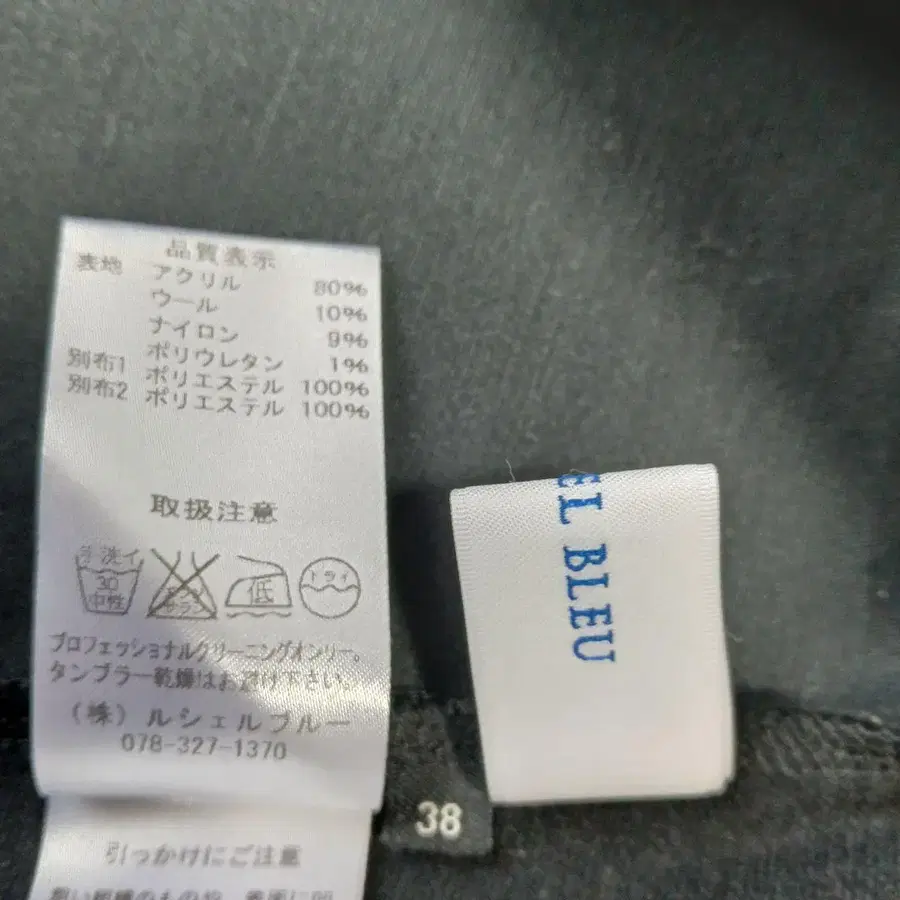 品質表示
表地 アクリル 80%
ウール 10%
ナイロン 9%
ポリウレタン 1%
別布1 ポリエステル 100%
別布2 ポリエステル 100%
取扱注意
手洗イ
30
中性
低
ドライ
プロフェッショナルクリーニングオンリー。
タンブラー乾燥はお避け下さい。
(株)ルシェルブルー
078-327-1370
引っかけにご注意
EL BLEU
38